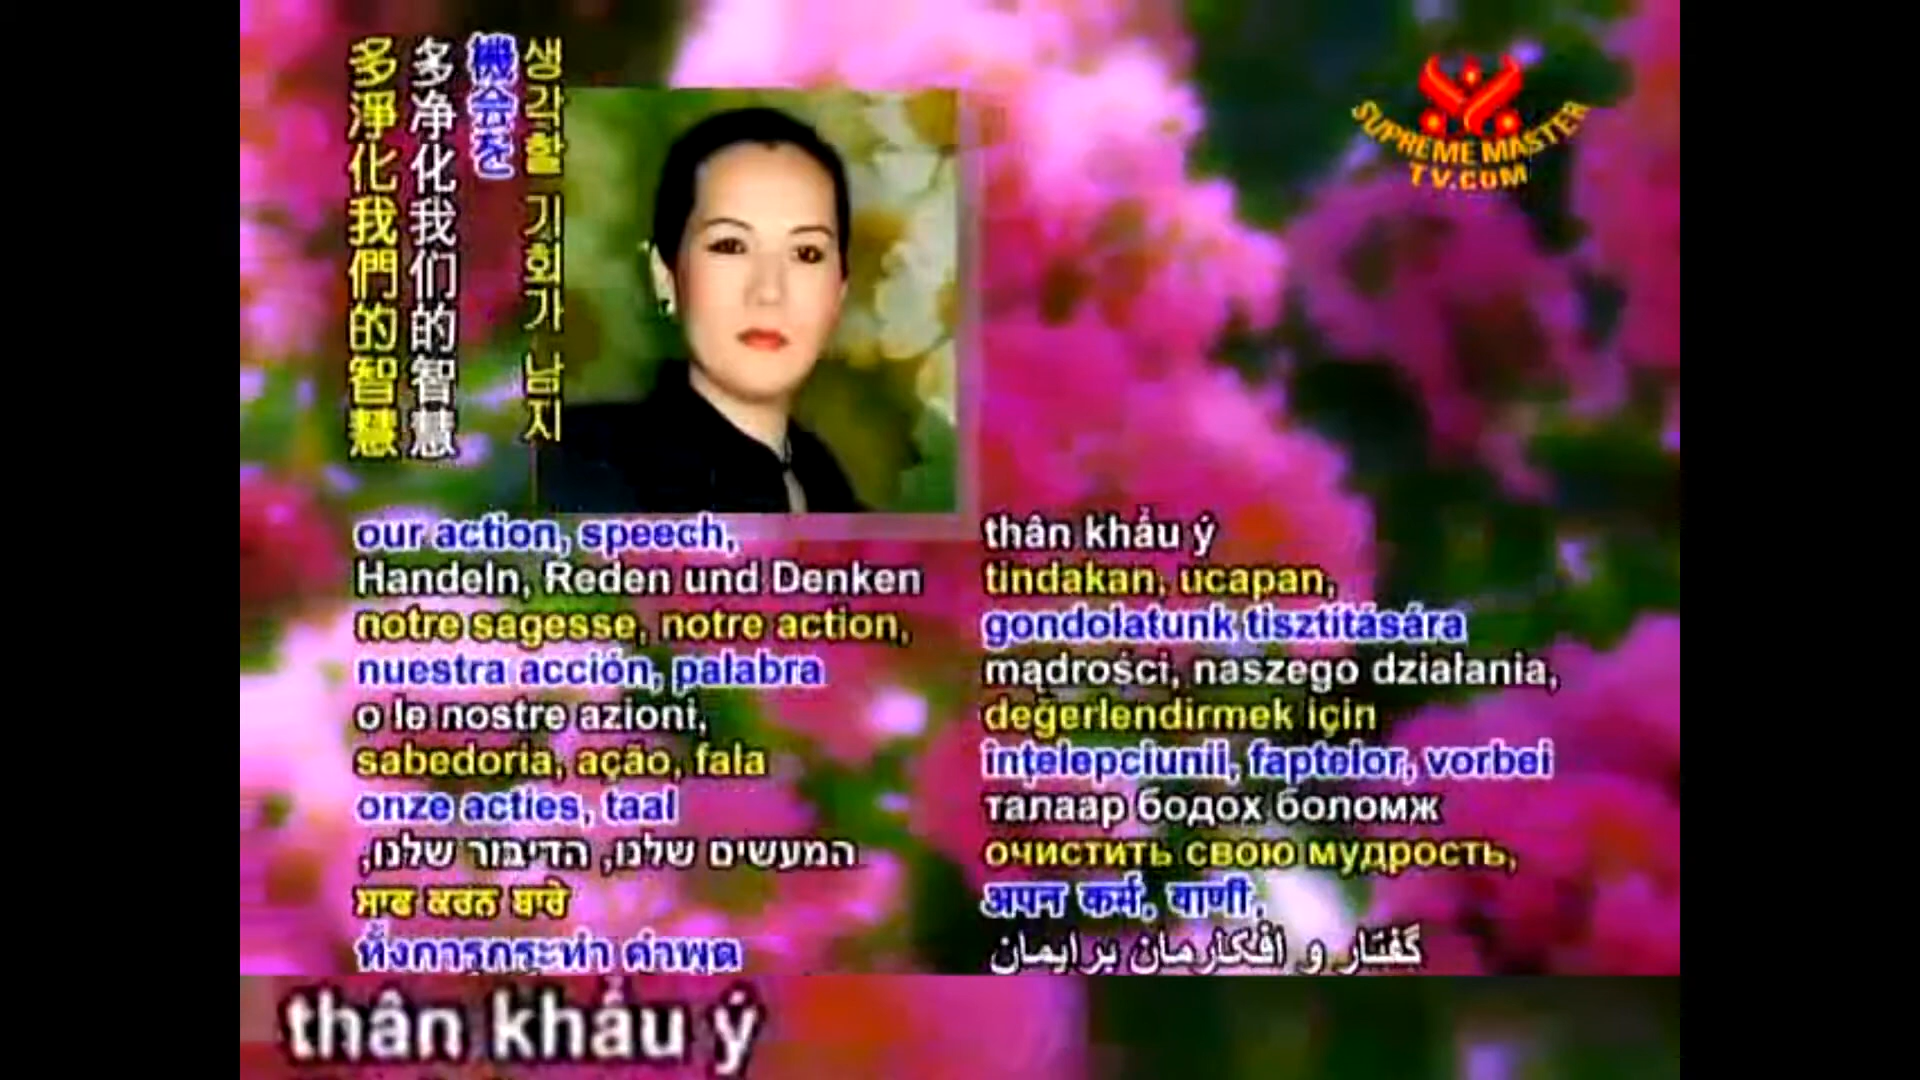 多淨化我們的智慧
多净化我们的智慧
機会を
생각할 기회가 남지
SUPREME MASTER
TV.COM
our action, speech,
Handeln, Reden und Denken
notre sagesse, notre action,
nuestra acción, palabra
o le nostre azioni,
sabedoria, ação, fala
onze acties, taal
המעשים שלנו, הדיבור שלנו,
ਸਾਫ ਕਰਨ ਬਾਰੇ
ทั้งการกระทำ คำพูด
thân khẩu ý
tindakan, ucapan,
gondolatunk tisztítására
mądrości, naszego działania,
değerlendirmek için
înțelepciunii, faptelor, vorbei
талаар бодох боломж
очистить свою мудрость,
अपने कर्म, वाणी,
گفتار و افکارمان برایمان
thân khẩu ý